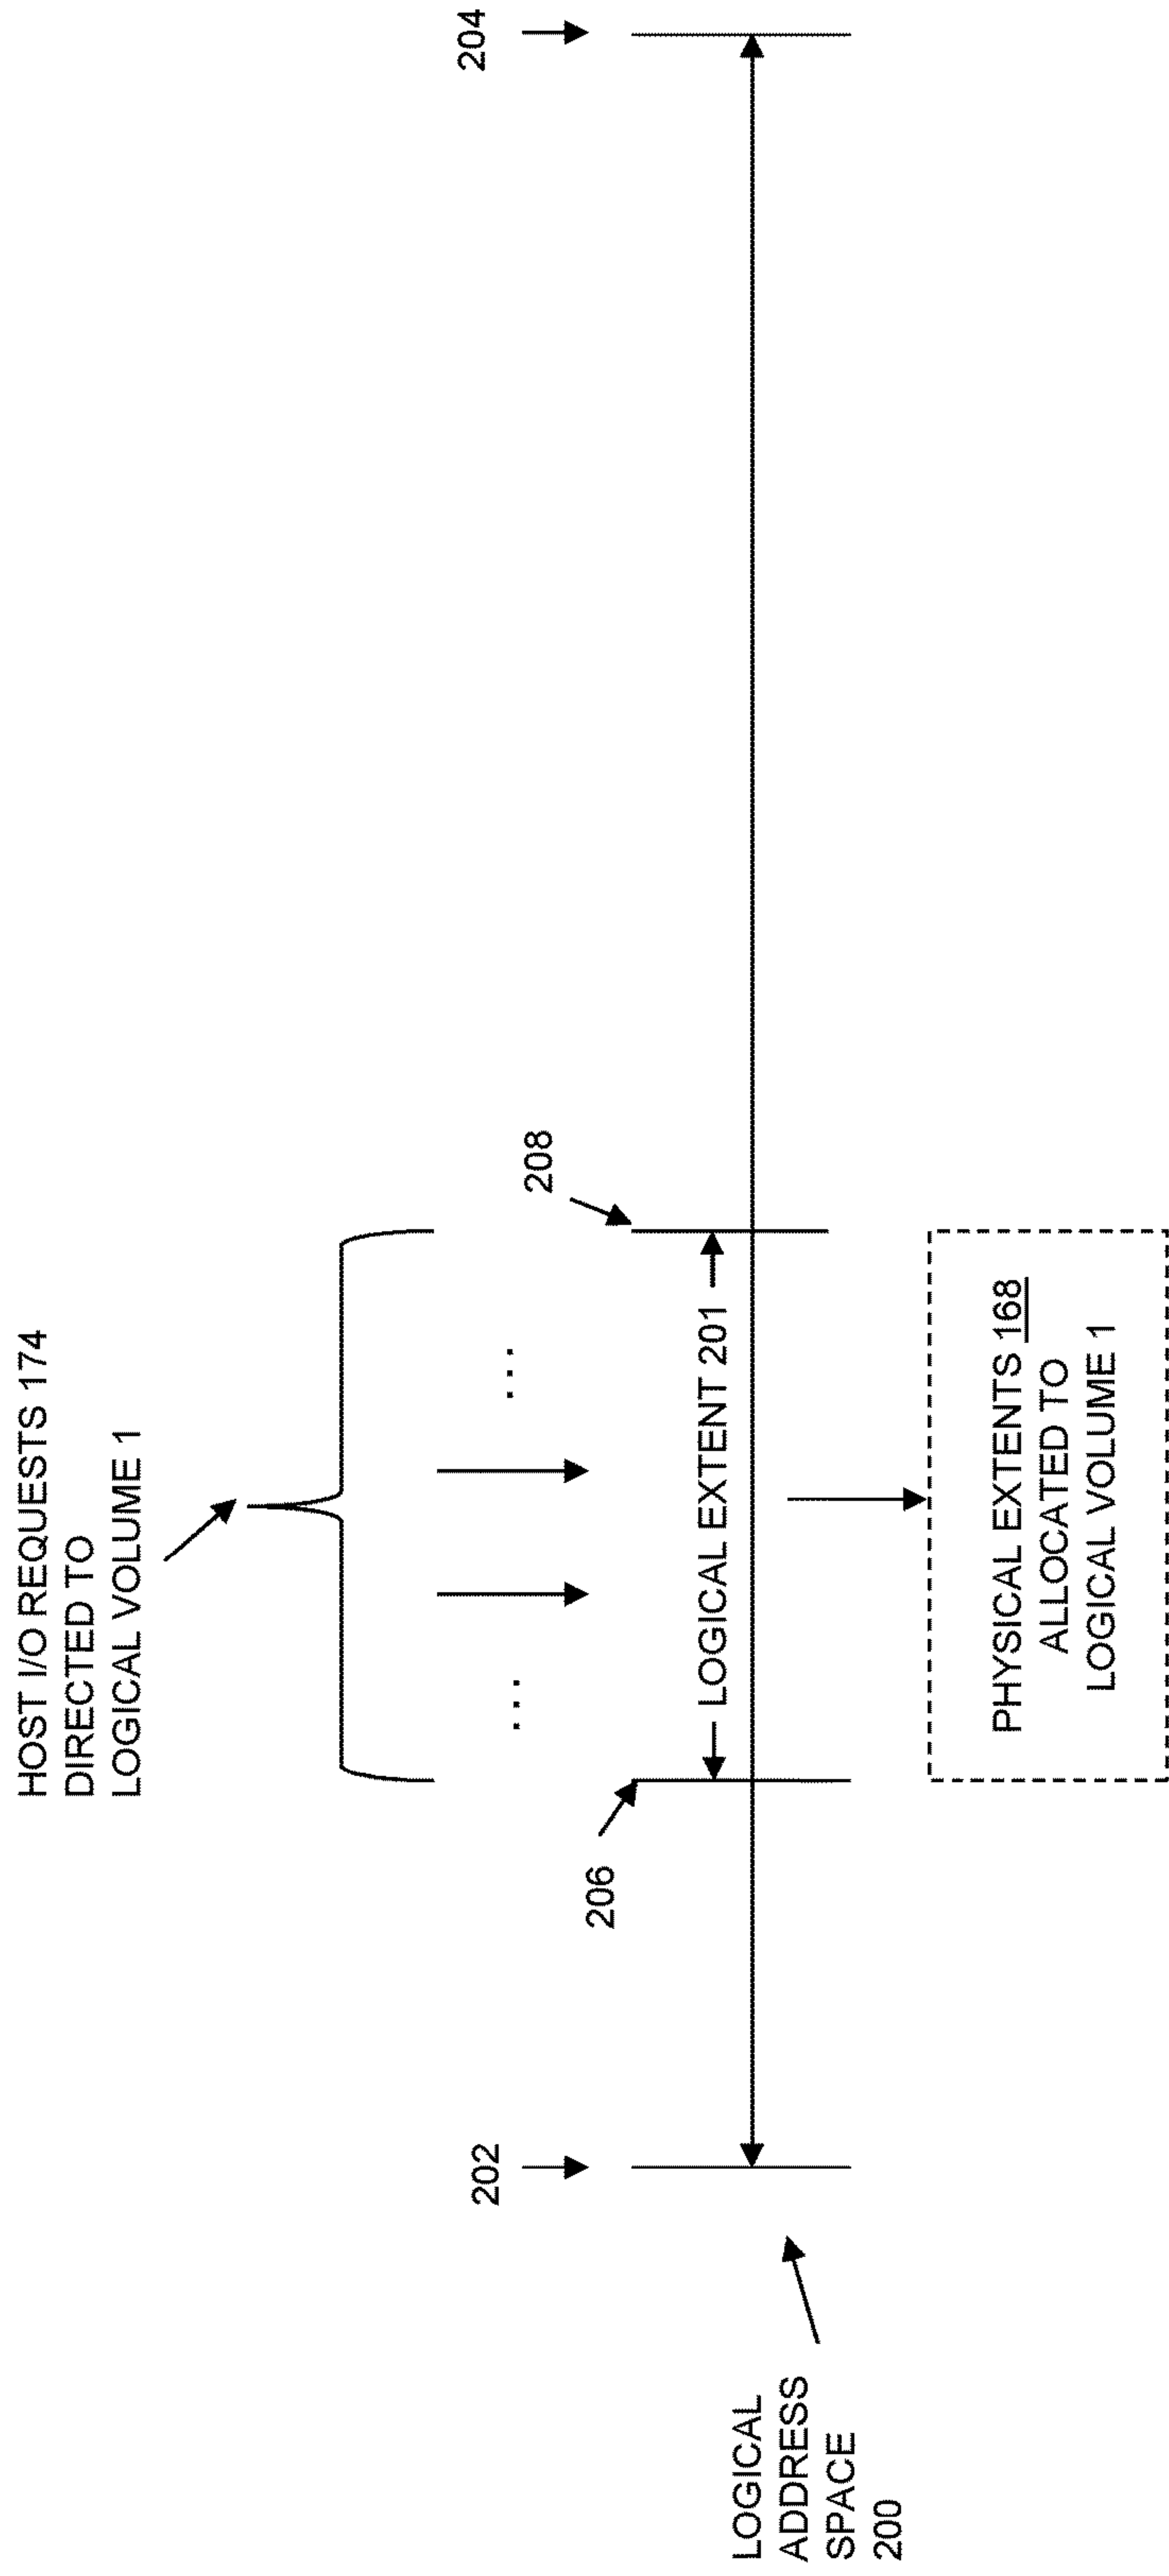 HOST I/O REQUESTS 174
DIRECTED TO
LOGICAL VOLUME 1
204
202
208
206
...
...
LOGICAL EXTENT 201
LOGICAL
ADDRESS
SPACE
200
PHYSICAL EXTENTS 168
ALLOCATED TO
LOGICAL VOLUME 1